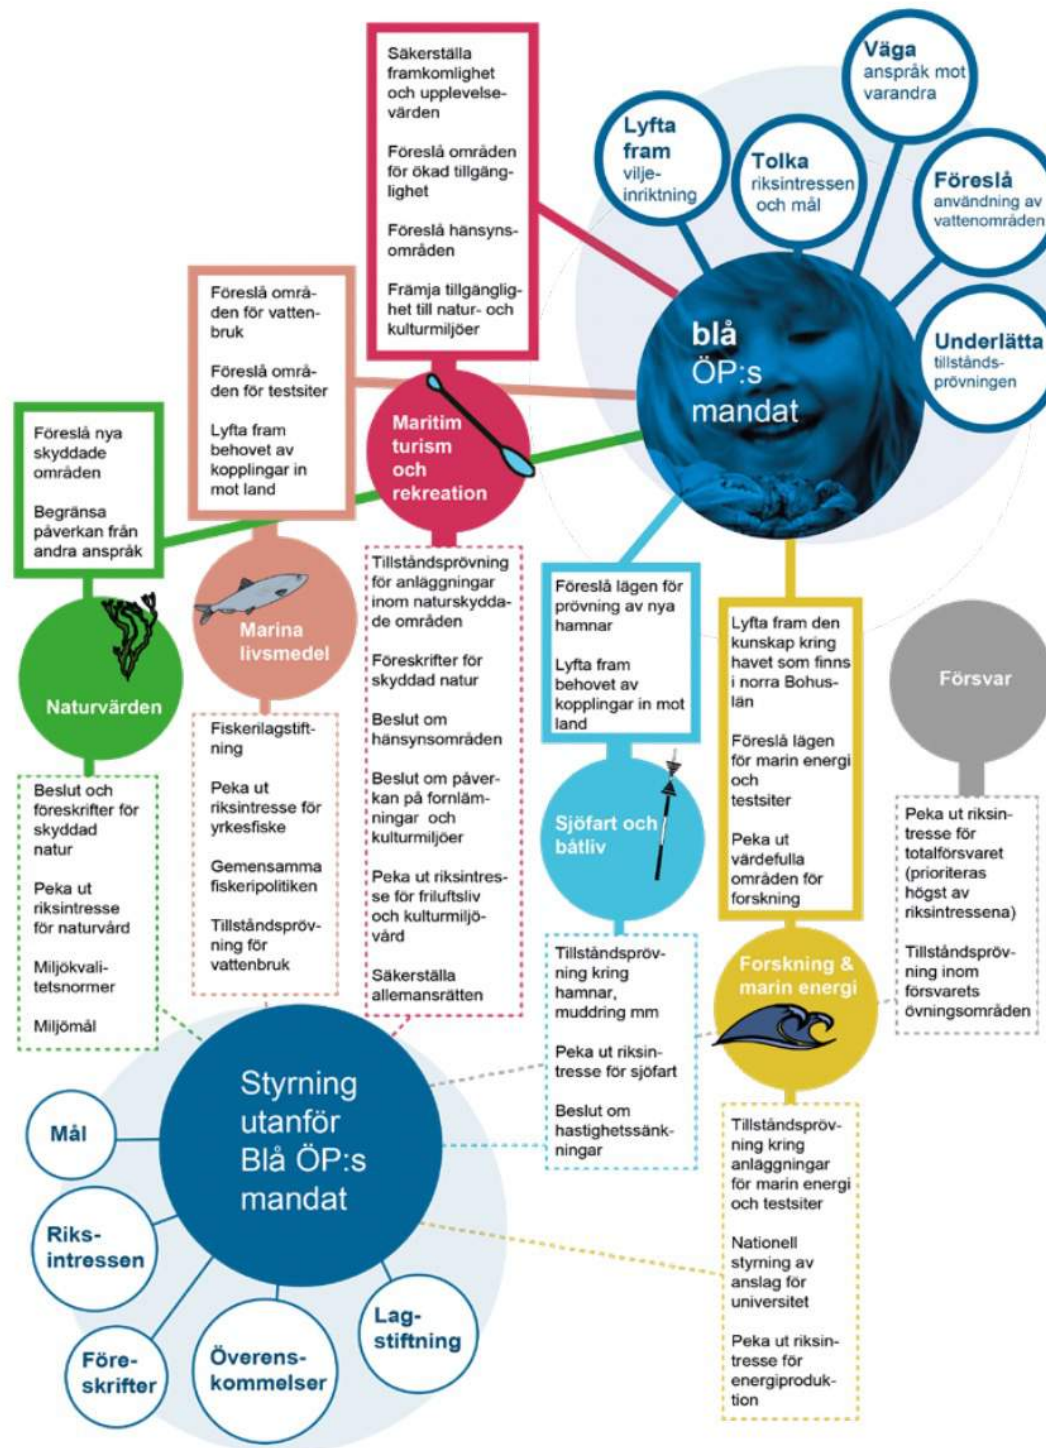 Väga
anspråk mot
varandra
Lyfta
fram
vilje-
inriktning
Tolka
riksintressen
och mål
Föreslå
användning av
vattenområden
Underlätta
tillstånds-
prövningen
blå
ÖP:s
mandat
Säkerställa
framkomlighet
och upplevelse-
värden
Föreslå områden
för ökad tillgäng-
lighet
Föreslå hänsyns-
områden
Främja tillgänglig-
het till natur- och
kulturmiljöer
Maritim
turism
och
rekreation
Tillståndsprövning
för anläggningar
inom naturskydda-
de områden
Föreskrifter för
skyddad natur
Beslut om
hänsynsområden
Beslut om påver-
kan på fornläm-
ningar och
kulturmiljöer
Peka ut riksintres-
se för friluftsliv
och kulturmiljö-
vård
Säkerställa
allemansrätten
Föreslå områ-
den för vatten-
bruk
Föreslå områ-
den för testsiter
Lyfta fram
behovet av
kopplingar in
mot land
Marina
livsmedel
Fiskerilagstift-
ning
Peka ut
riksintresse för
yrkesfiske
Gemensamma
fiskeripolitiken
Tillståndspröv-
ning för
vattenbruk
Föreslå nya
skyddade
områden
Begränsa
påverkan från
andra anspråk
Naturvärden
Beslut och
föreskrifter för
skyddad
natur
Peka ut
riksintresse
för naturvård
Miljökvali-
tetsnormer
Miljömål
Föreslå lägen för
prövning av nya
hamnar
Lyfta fram
behovet av
kopplingar in mot
land
Sjöfart och
båtliv
Tillståndspröv-
ning kring
hamnar,
muddring mm
Peka ut riksin-
tresse för sjöfart
Beslut om
hastighetssänk-
ningar
Lyfta fram den
kunskap kring
havet som finns
i norra Bohus-
län
Föreslå lägen
för marin energi
och
testsiter
Peka ut
värdefulla
områden för
forskning
Forskning &
marin energi
Tillståndspröv-
ning kring
anläggningar
för marin energi
och testsiter
Nationell
styrning av
anslag för
universitet
Peka ut riksin-
tresse för
energiproduk-
tion
Försvar
Peka ut riksin-
tresse för
totalförsvaret
(prioriteras
högst av
riksintressena)
Tillståndspröv-
ning inom
försvarets
övningsområden
Styrning
utanför
Blå ÖP:s
mandat
Mål
Riks-
intressen
Före-
skrifter
Överens-
kommelser
Lag-
stiftning